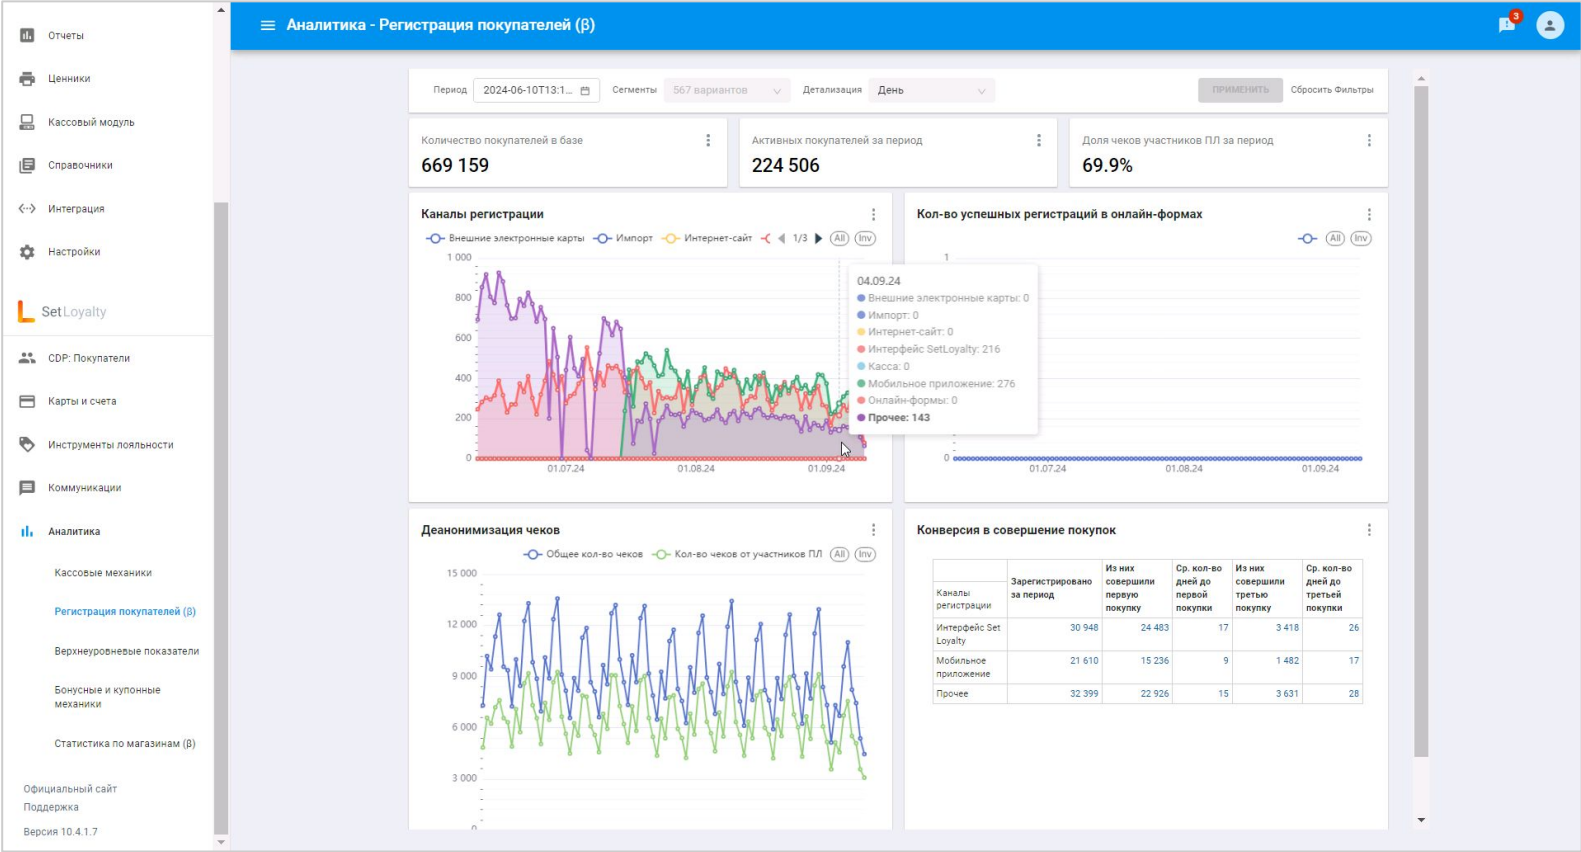 Отчеты
Ценники
Кассовый модуль
Справочники
Интеграция
Настройки
SetLoyalty
CDP: Покупатели
Карты и счета
Инструменты лояльности
Коммуникации
Аналитика
Кассовые механики
Регистрация покупателей (β)
Верхнеуровневые показатели
Бонусные и купонные
механики
Статистика по магазинам (β)
Официальный сайт
Поддержка
Версия 10.4.1.7
Аналитика - Регистрация покупателей (β)
3
Период 2024-06-10T13:1... Сегменты 567 вариантов Детализация День ПРИМЕНИТЬ Сбросить Фильтры
Количество покупателей в базе
669 159
Активных покупателей за период
224 506
Доля чеков участников ПЛ за период
69.9%
Каналы регистрации
Внешние электронные карты Импорт Интернет-сайт 1/3 All Inv
1 000
800
600
400
200
0
01.07.24 01.08.24 01.09.24
04.09.24
Внешние электронные карты: 0
Импорт: 0
Интернет-сайт: 0
Интерфейс SetLoyalty: 216
Касса: 0
Мобильное приложение: 276
Онлайн-формы: 0
Прочее: 143
Кол-во успешных регистраций в онлайн-формах
All Inv
1
0
01.07.24 01.08.24 01.09.24
Деанонимизация чеков
Общее кол-во чеков Кол-во чеков от участников ПЛ All Inv
15 000
12 000
9 000
6 000
3 000
0
Конверсия в совершение покупок
Каналы
регистрации
Зарегистрировано
за период
Из них
совершили
первую
покупку
Ср. кол-во
дней до
первой
покупки
Из них
совершили
третью
покупку
Ср. кол-во
дней до
третьей
покупки
Интерфейс Set
Loyalty
30 948 24 483 17 3 418 26
Мобильное
приложение
21 610 15 236 9 1 482 17
Прочее 32 399 22 926 15 3 631 28